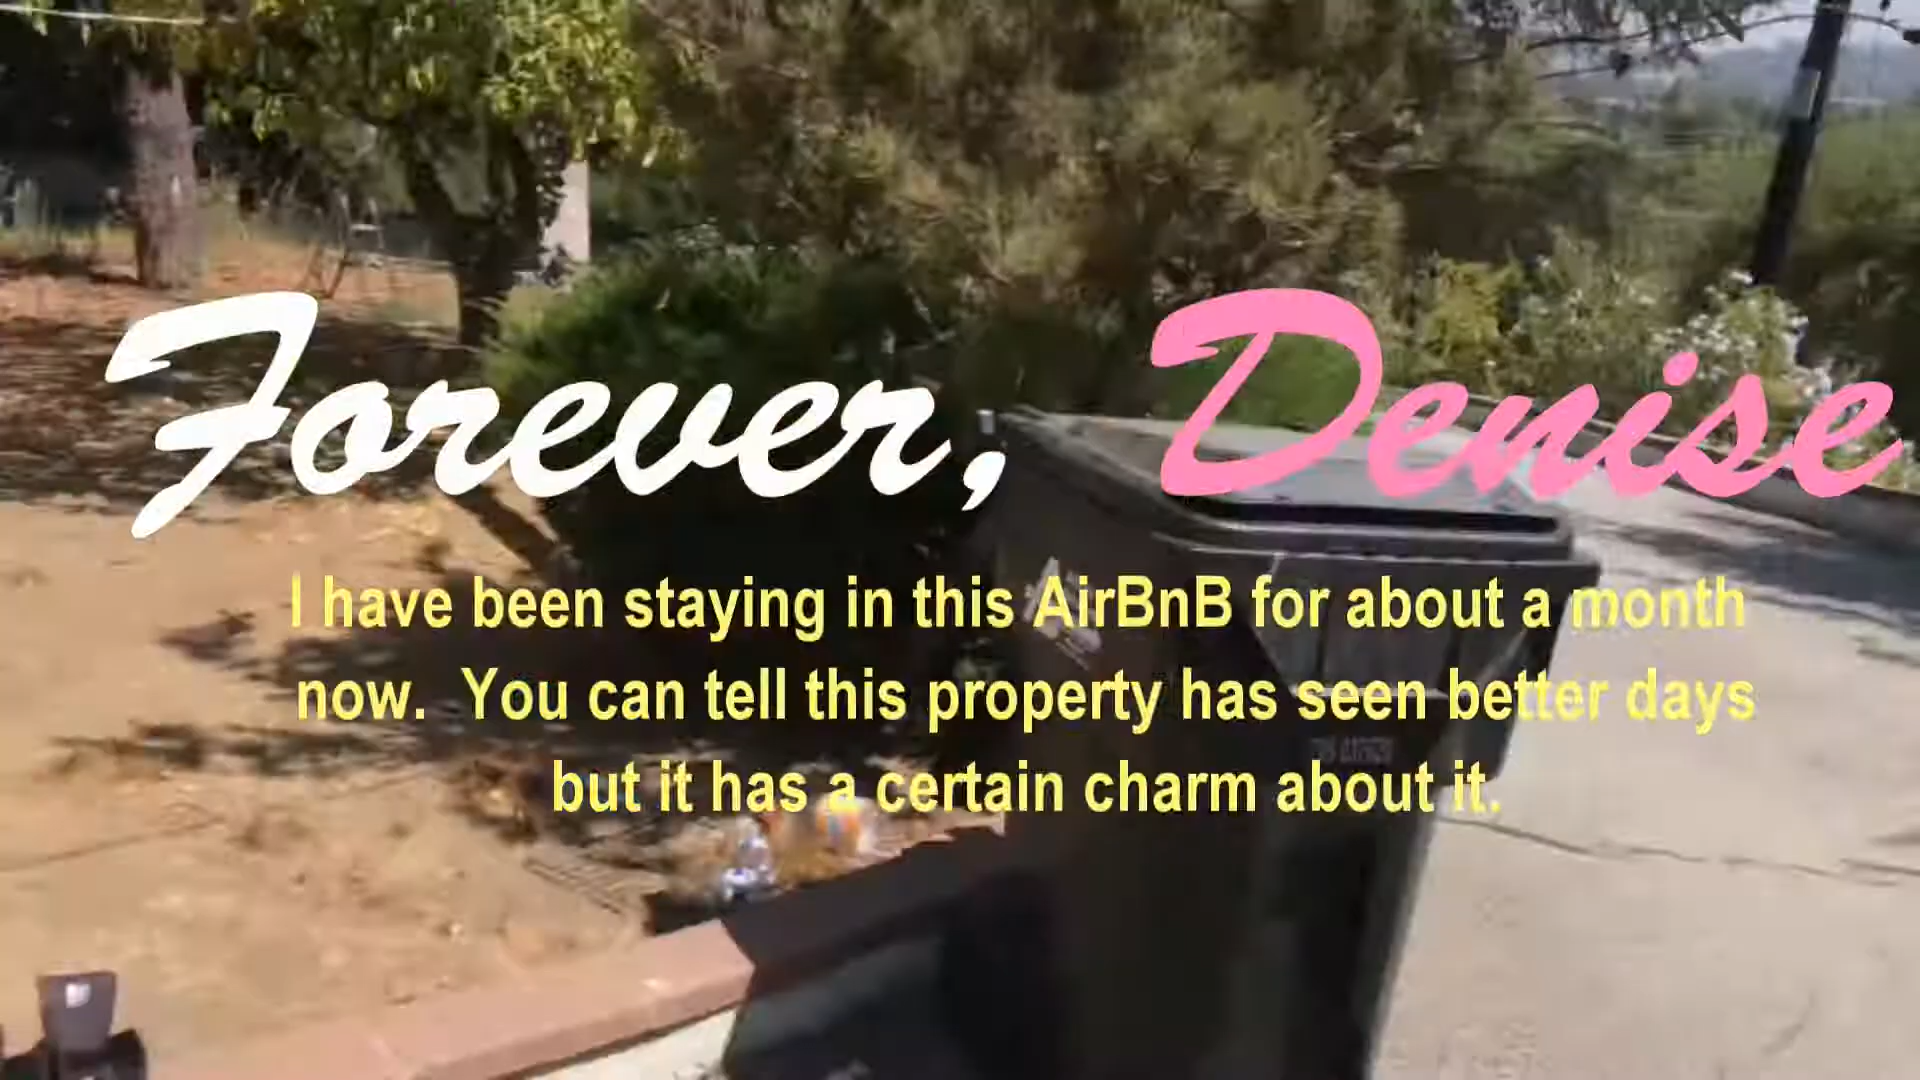 Forever, Denise
I have been staying in this AirBnB for about a month
now. You can tell this property has seen better days
but it has a certain charm about it.